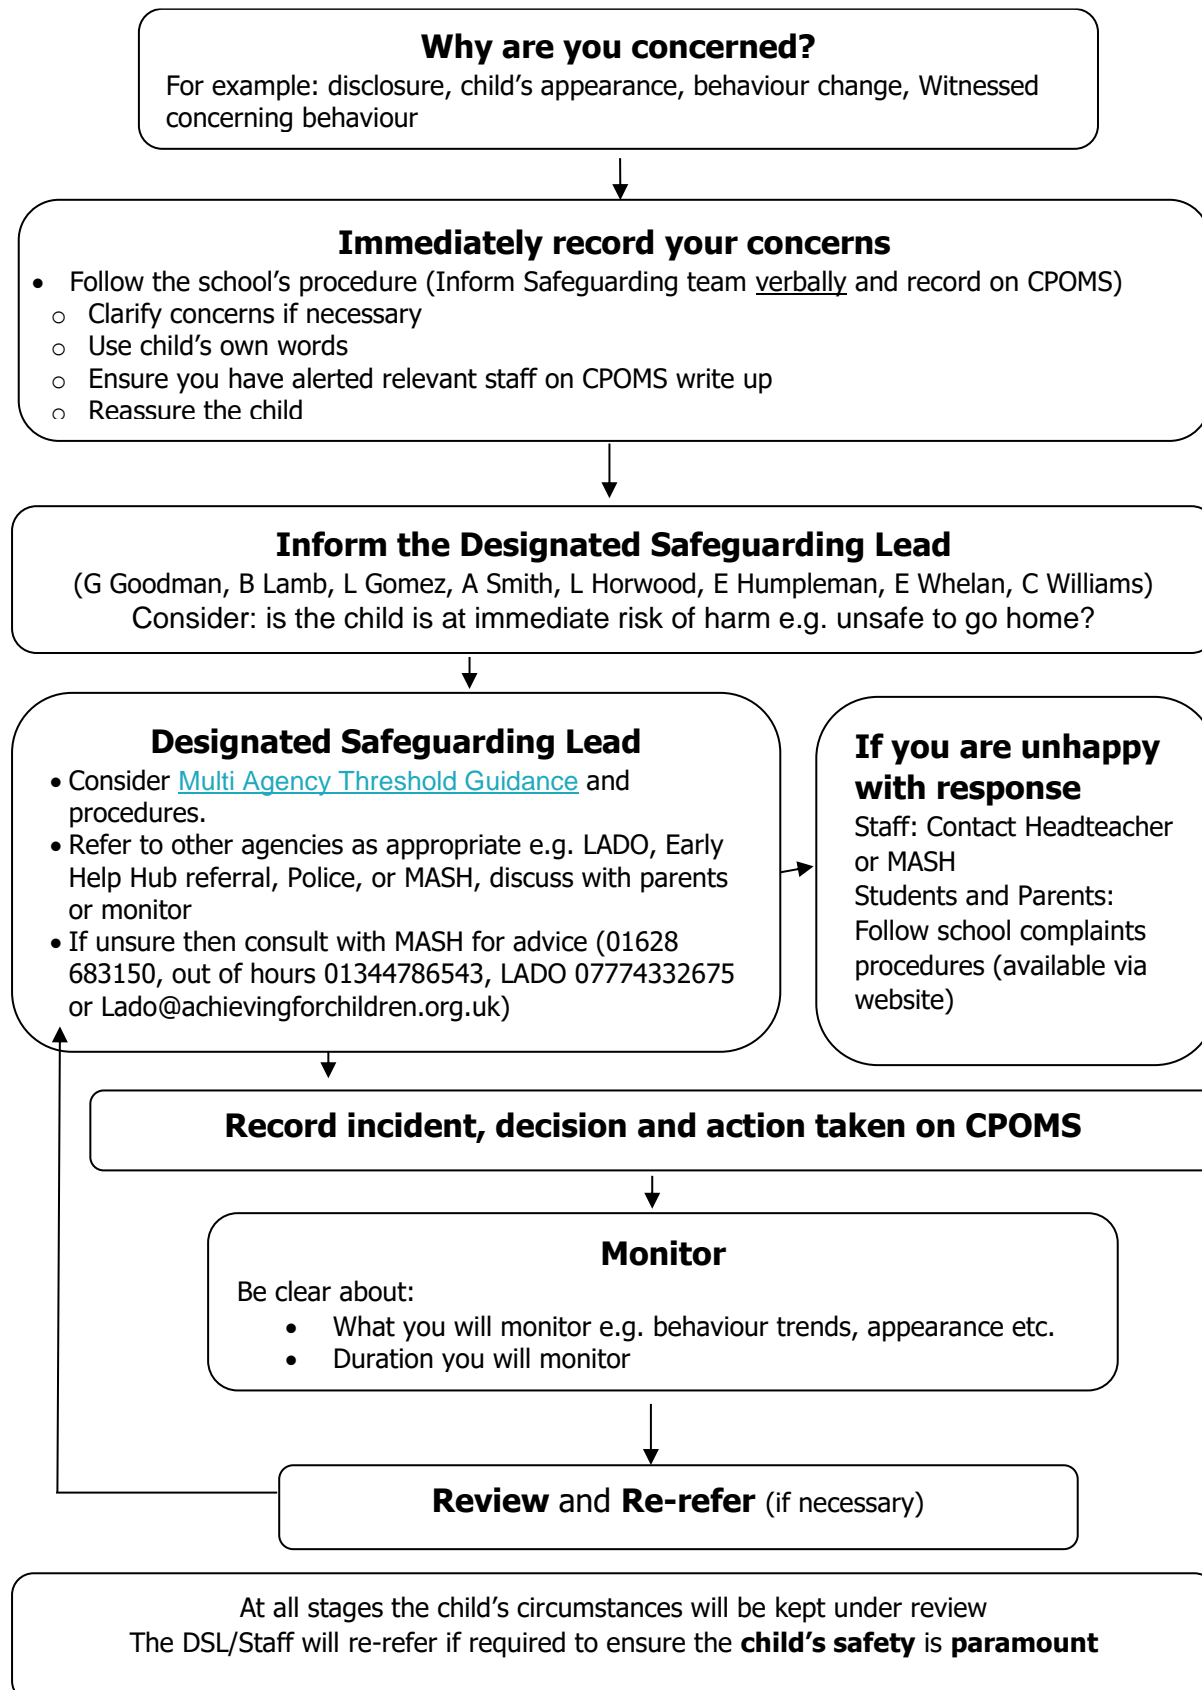 Why are you concerned?
For example: disclosure, child's appearance, behaviour change, Witnessed
concerning behaviour
Immediately record your concerns
• Follow the school's procedure (Inform Safeguarding team verbally and record on CPOMS)
o Clarify concerns if necessary
o Use child's own words
o Ensure you have alerted relevant staff on CPOMS write up
o Reassure the child
Inform the Designated Safeguarding Lead
(G Goodman, B Lamb, L Gomez, A Smith, L Horwood, E Humpleman, E Whelan, C Williams)
Consider: is the child is at immediate risk of harm e.g. unsafe to go home?
Designated Safeguarding Lead
• Consider Multi Agency Threshold Guidance and
procedures.
• Refer to other agencies as appropriate e.g. LADO, Early
Help Hub referral, Police, or MASH, discuss with parents
or monitor
• If unsure then consult with MASH for advice (01628
683150, out of hours 01344786543, LADO 07774332675
or Lado@achievingforchildren.org.uk)
If you are unhappy
with response
Staff: Contact Headteacher
or MASH
Students and Parents:
Follow school complaints
procedures (available via
website)
Record incident, decision and action taken on CPOMS
Monitor
Be clear about:
• What you will monitor e.g. behaviour trends, appearance etc.
• Duration you will monitor
Review and Re-refer (if necessary)
At all stages the child's circumstances will be kept under review
The DSL/Staff will re-refer if required to ensure the child's safety is paramount